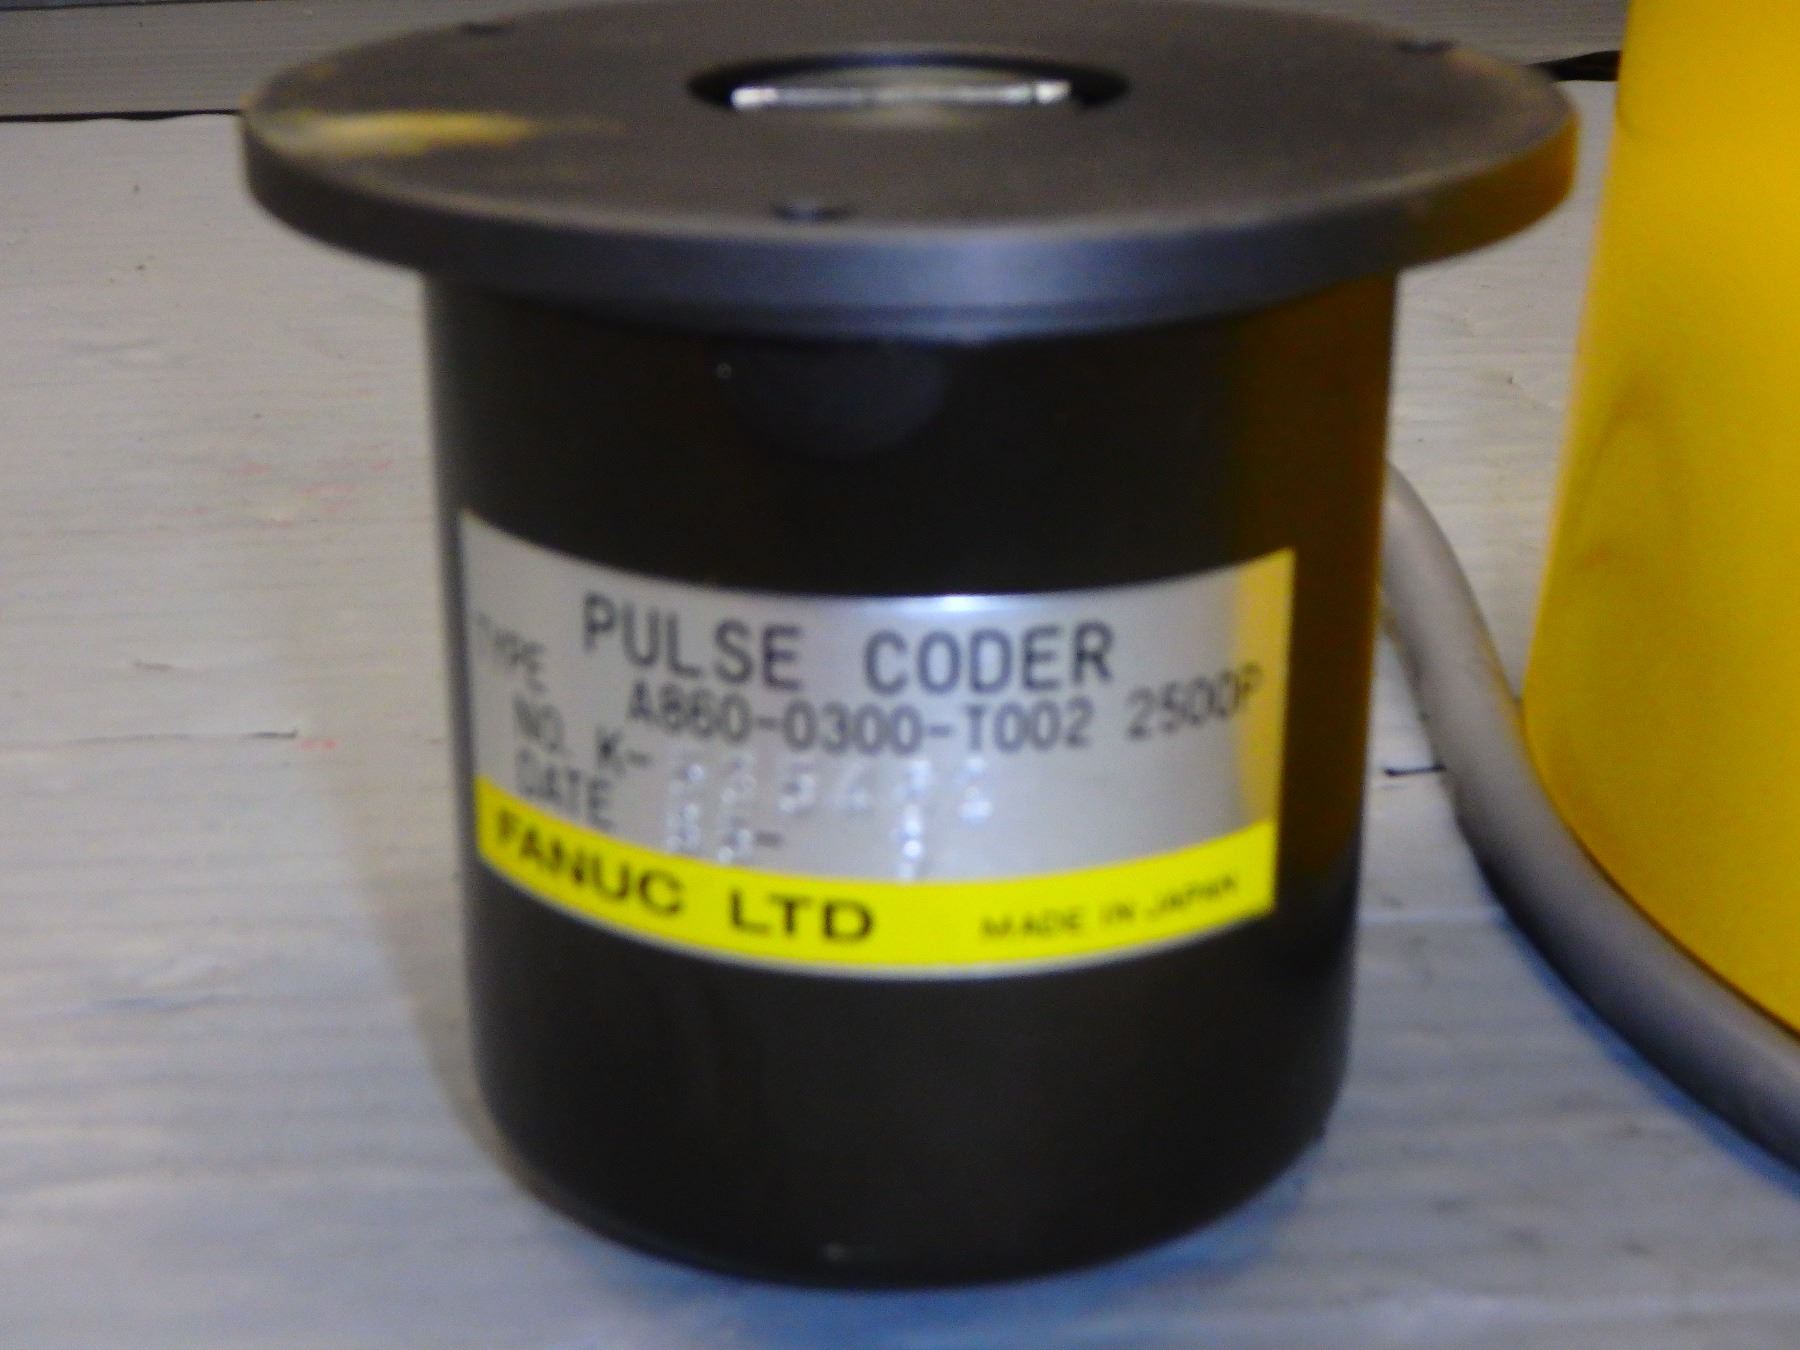 PULSE CODER
TYPE A860-0300-T002 2500P
NO. K-
DATE
FANUC LTD MADE IN JAPAN